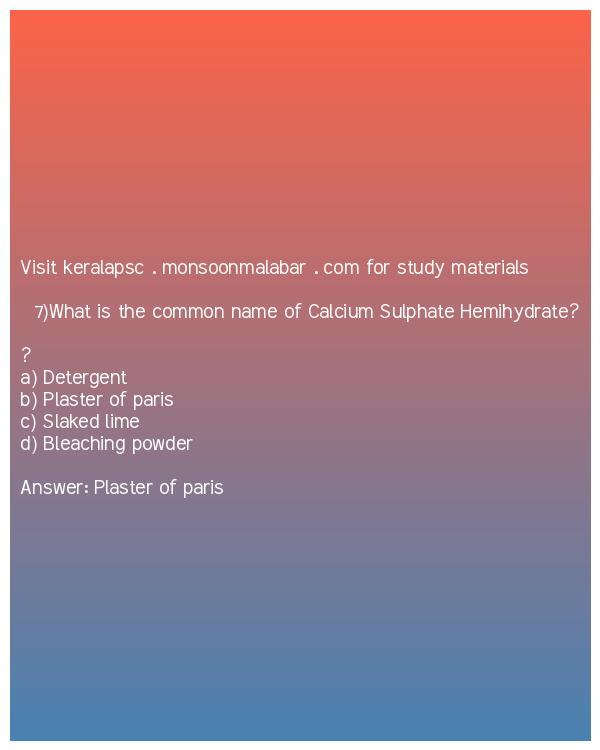 Visit keralapsc . monsoonmalabar . com for study materials
7)What is the common name of Calcium Sulphate Hemihydrate?
?
a) Detergent
b) Plaster of paris
c) Slaked lime
d) Bleaching powder
Answer: Plaster of paris